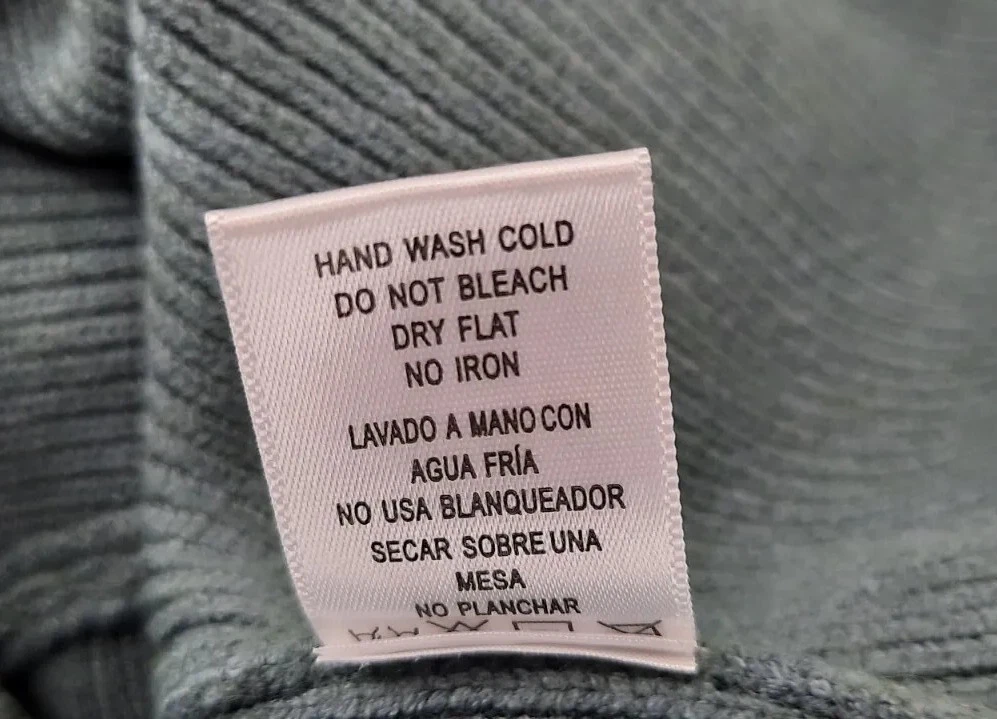 HAND WASH COLD
DO NOT BLEACH
DRY FLAT
NO IRON
LAVADO A MANO CON
AGUA FRÍA
NO USA BLANQUEADOR
SECAR SOBRE UNA
MESA
NO PLANCHAR